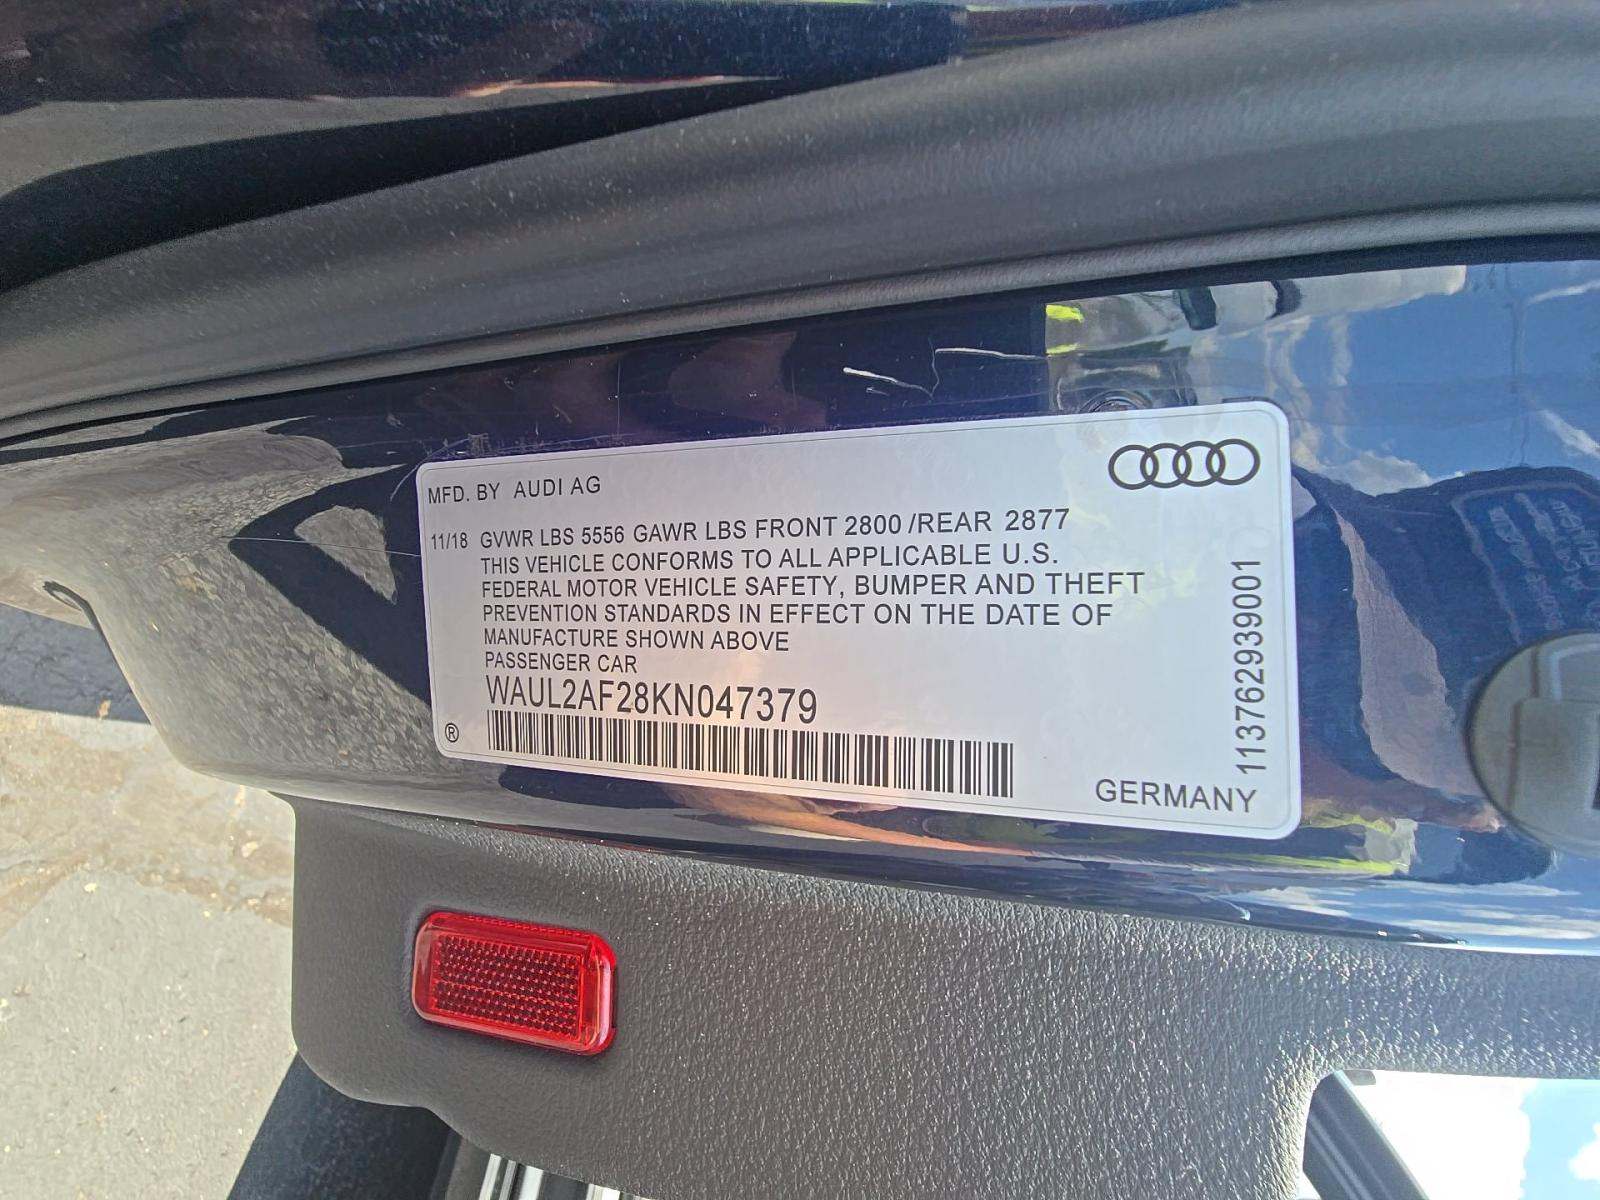 MFD. BY AUDI AG
11/18 GVWR LBS 5556 GAWR LBS FRONT 2800 /REAR 2877
THIS VEHICLE CONFORMS TO ALL APPLICABLE U.S.
FEDERAL MOTOR VEHICLE SAFETY, BUMPER AND THEFT
PREVENTION STANDARDS IN EFFECT ON THE DATE OF
MANUFACTURE SHOWN ABOVE
PASSENGER CAR
WAUL2AF28KN047379
®
GERMANY
11376293900​1